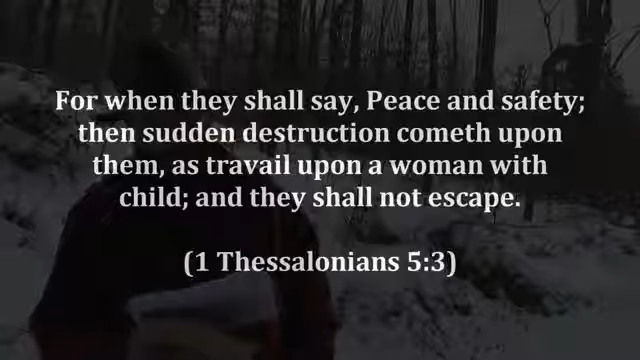 For when they shall say, Peace and safety;
then sudden destruction cometh upon
them, as travail upon a woman with
child; and they shall not escape.
(1 Thessalonians 5:3)